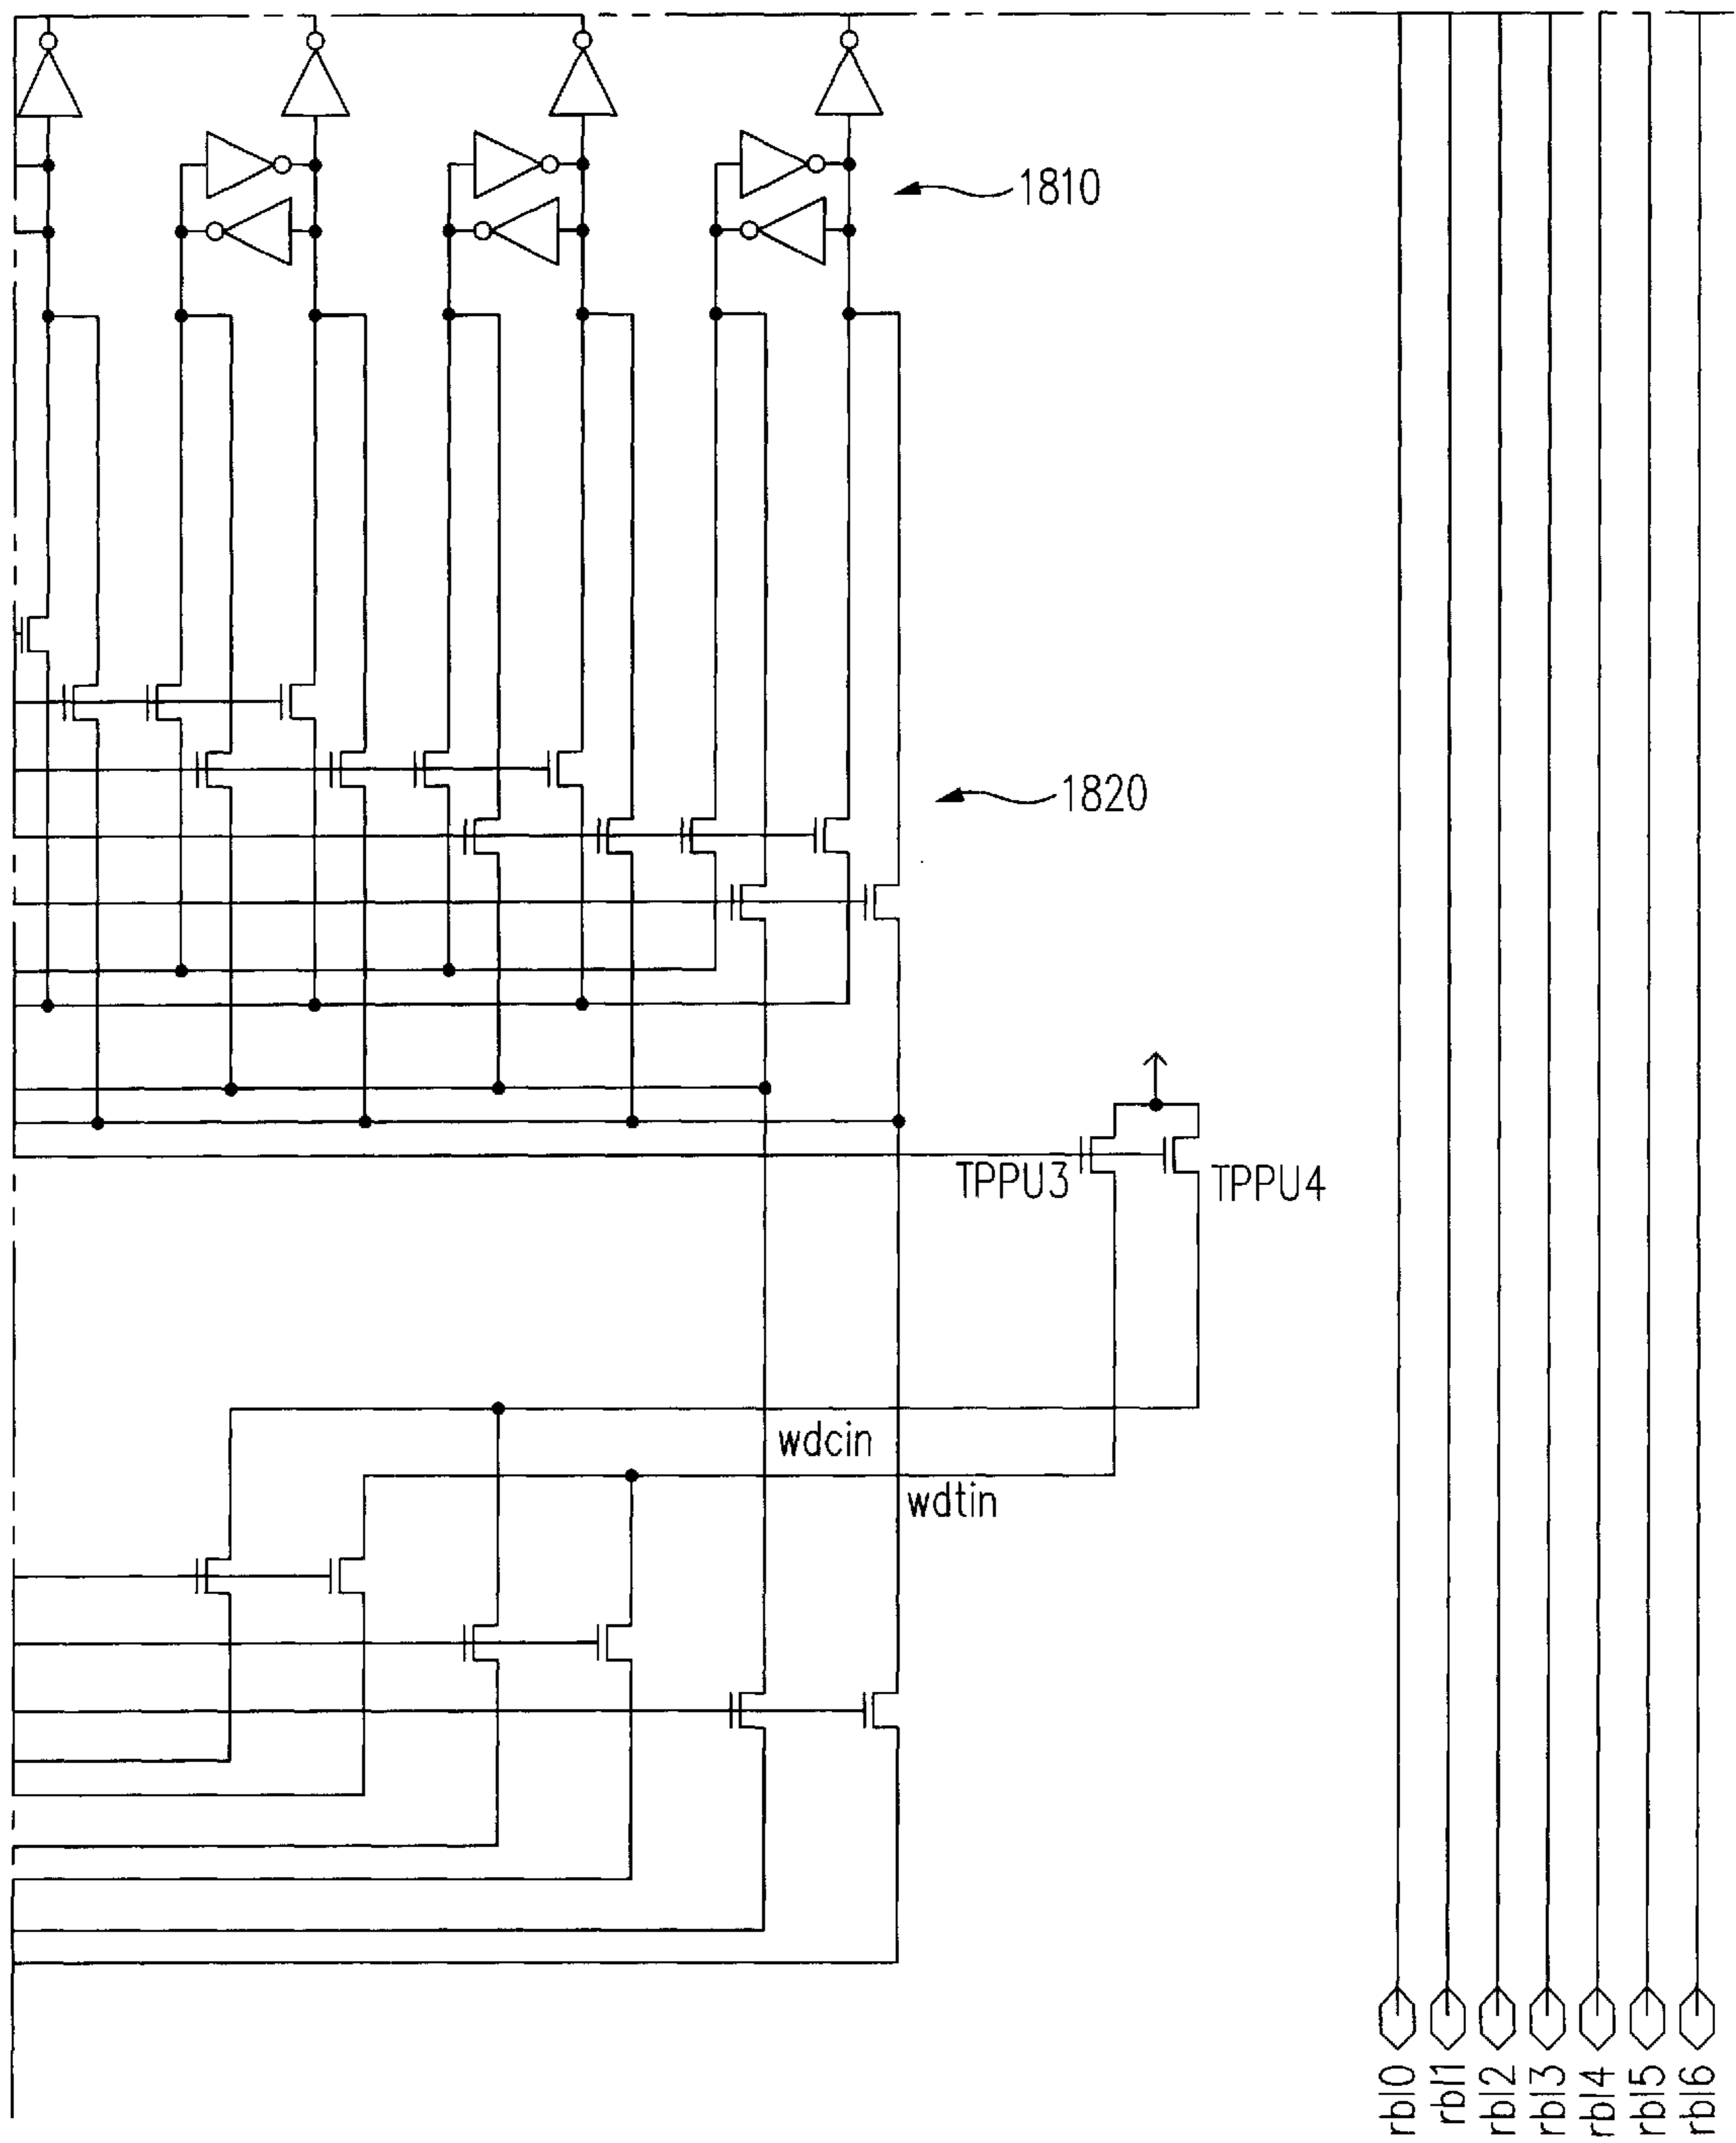 1810
1820
TPPU3
TPPU4
wdcin
wdtin
rbl0
rbl1
rbl2
rbl3
rbl4
rbl5
rbl6